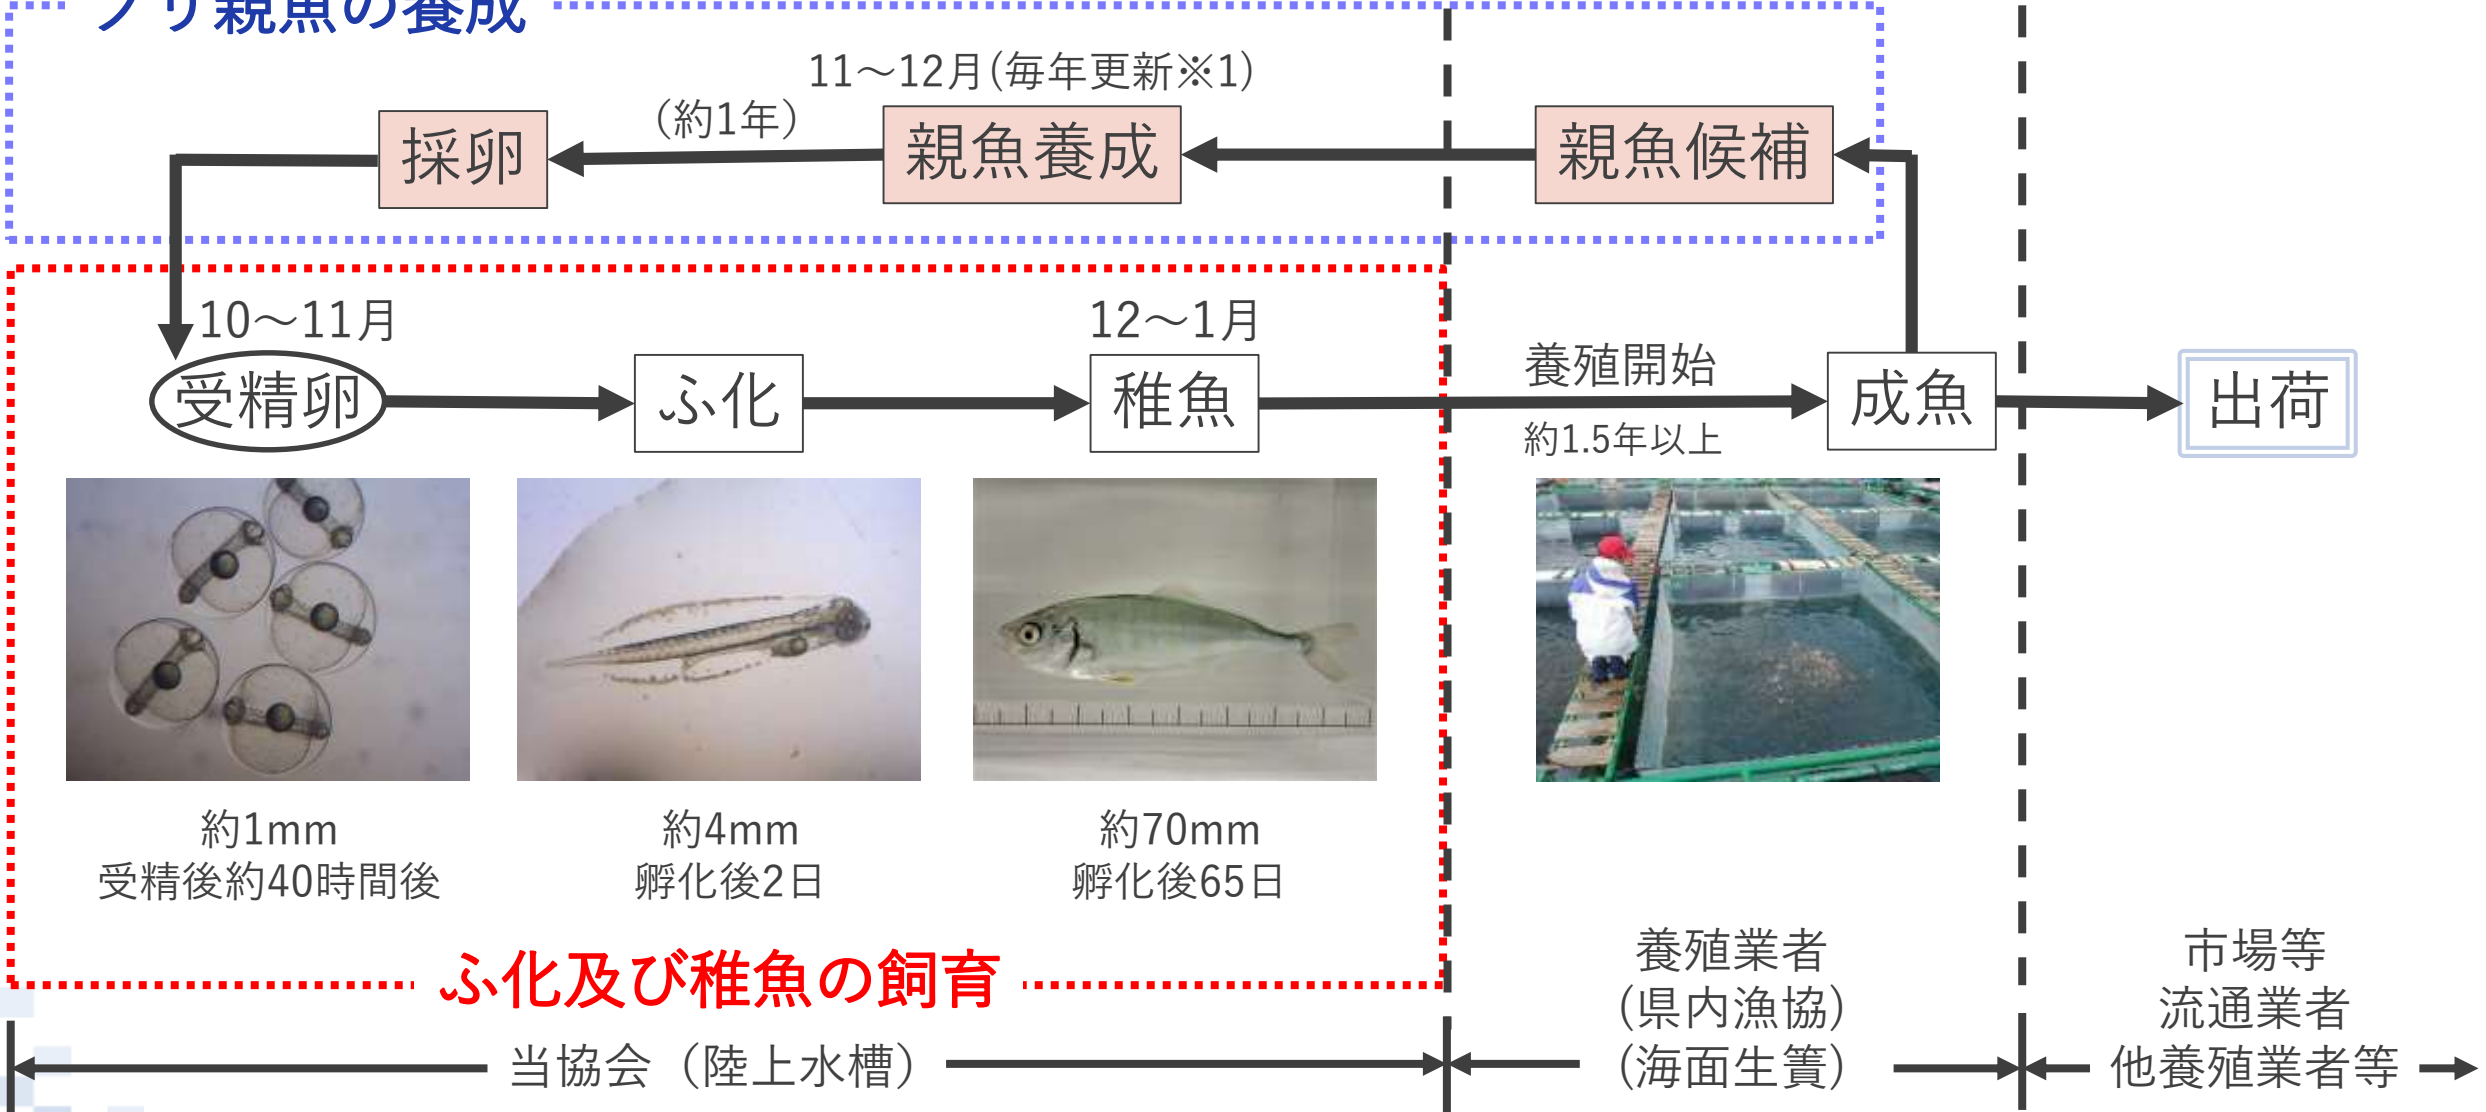 ブリ親魚の養成
11～12月(毎年更新※1)
(約1年)
採卵
親魚養成
親魚候補
10～11月
12～1月
受精卵
ふ化
稚魚
養殖開始
約1.5年以上
成魚
出荷
約1mm
受精後約40時間後
約4mm
孵化後2日
約70mm
孵化後65日
ふ化及び稚魚の飼育
当協会（陸上水槽）
養殖業者
(県内漁協)
(海面生簀)
市場等
流通業者
他養殖業者等